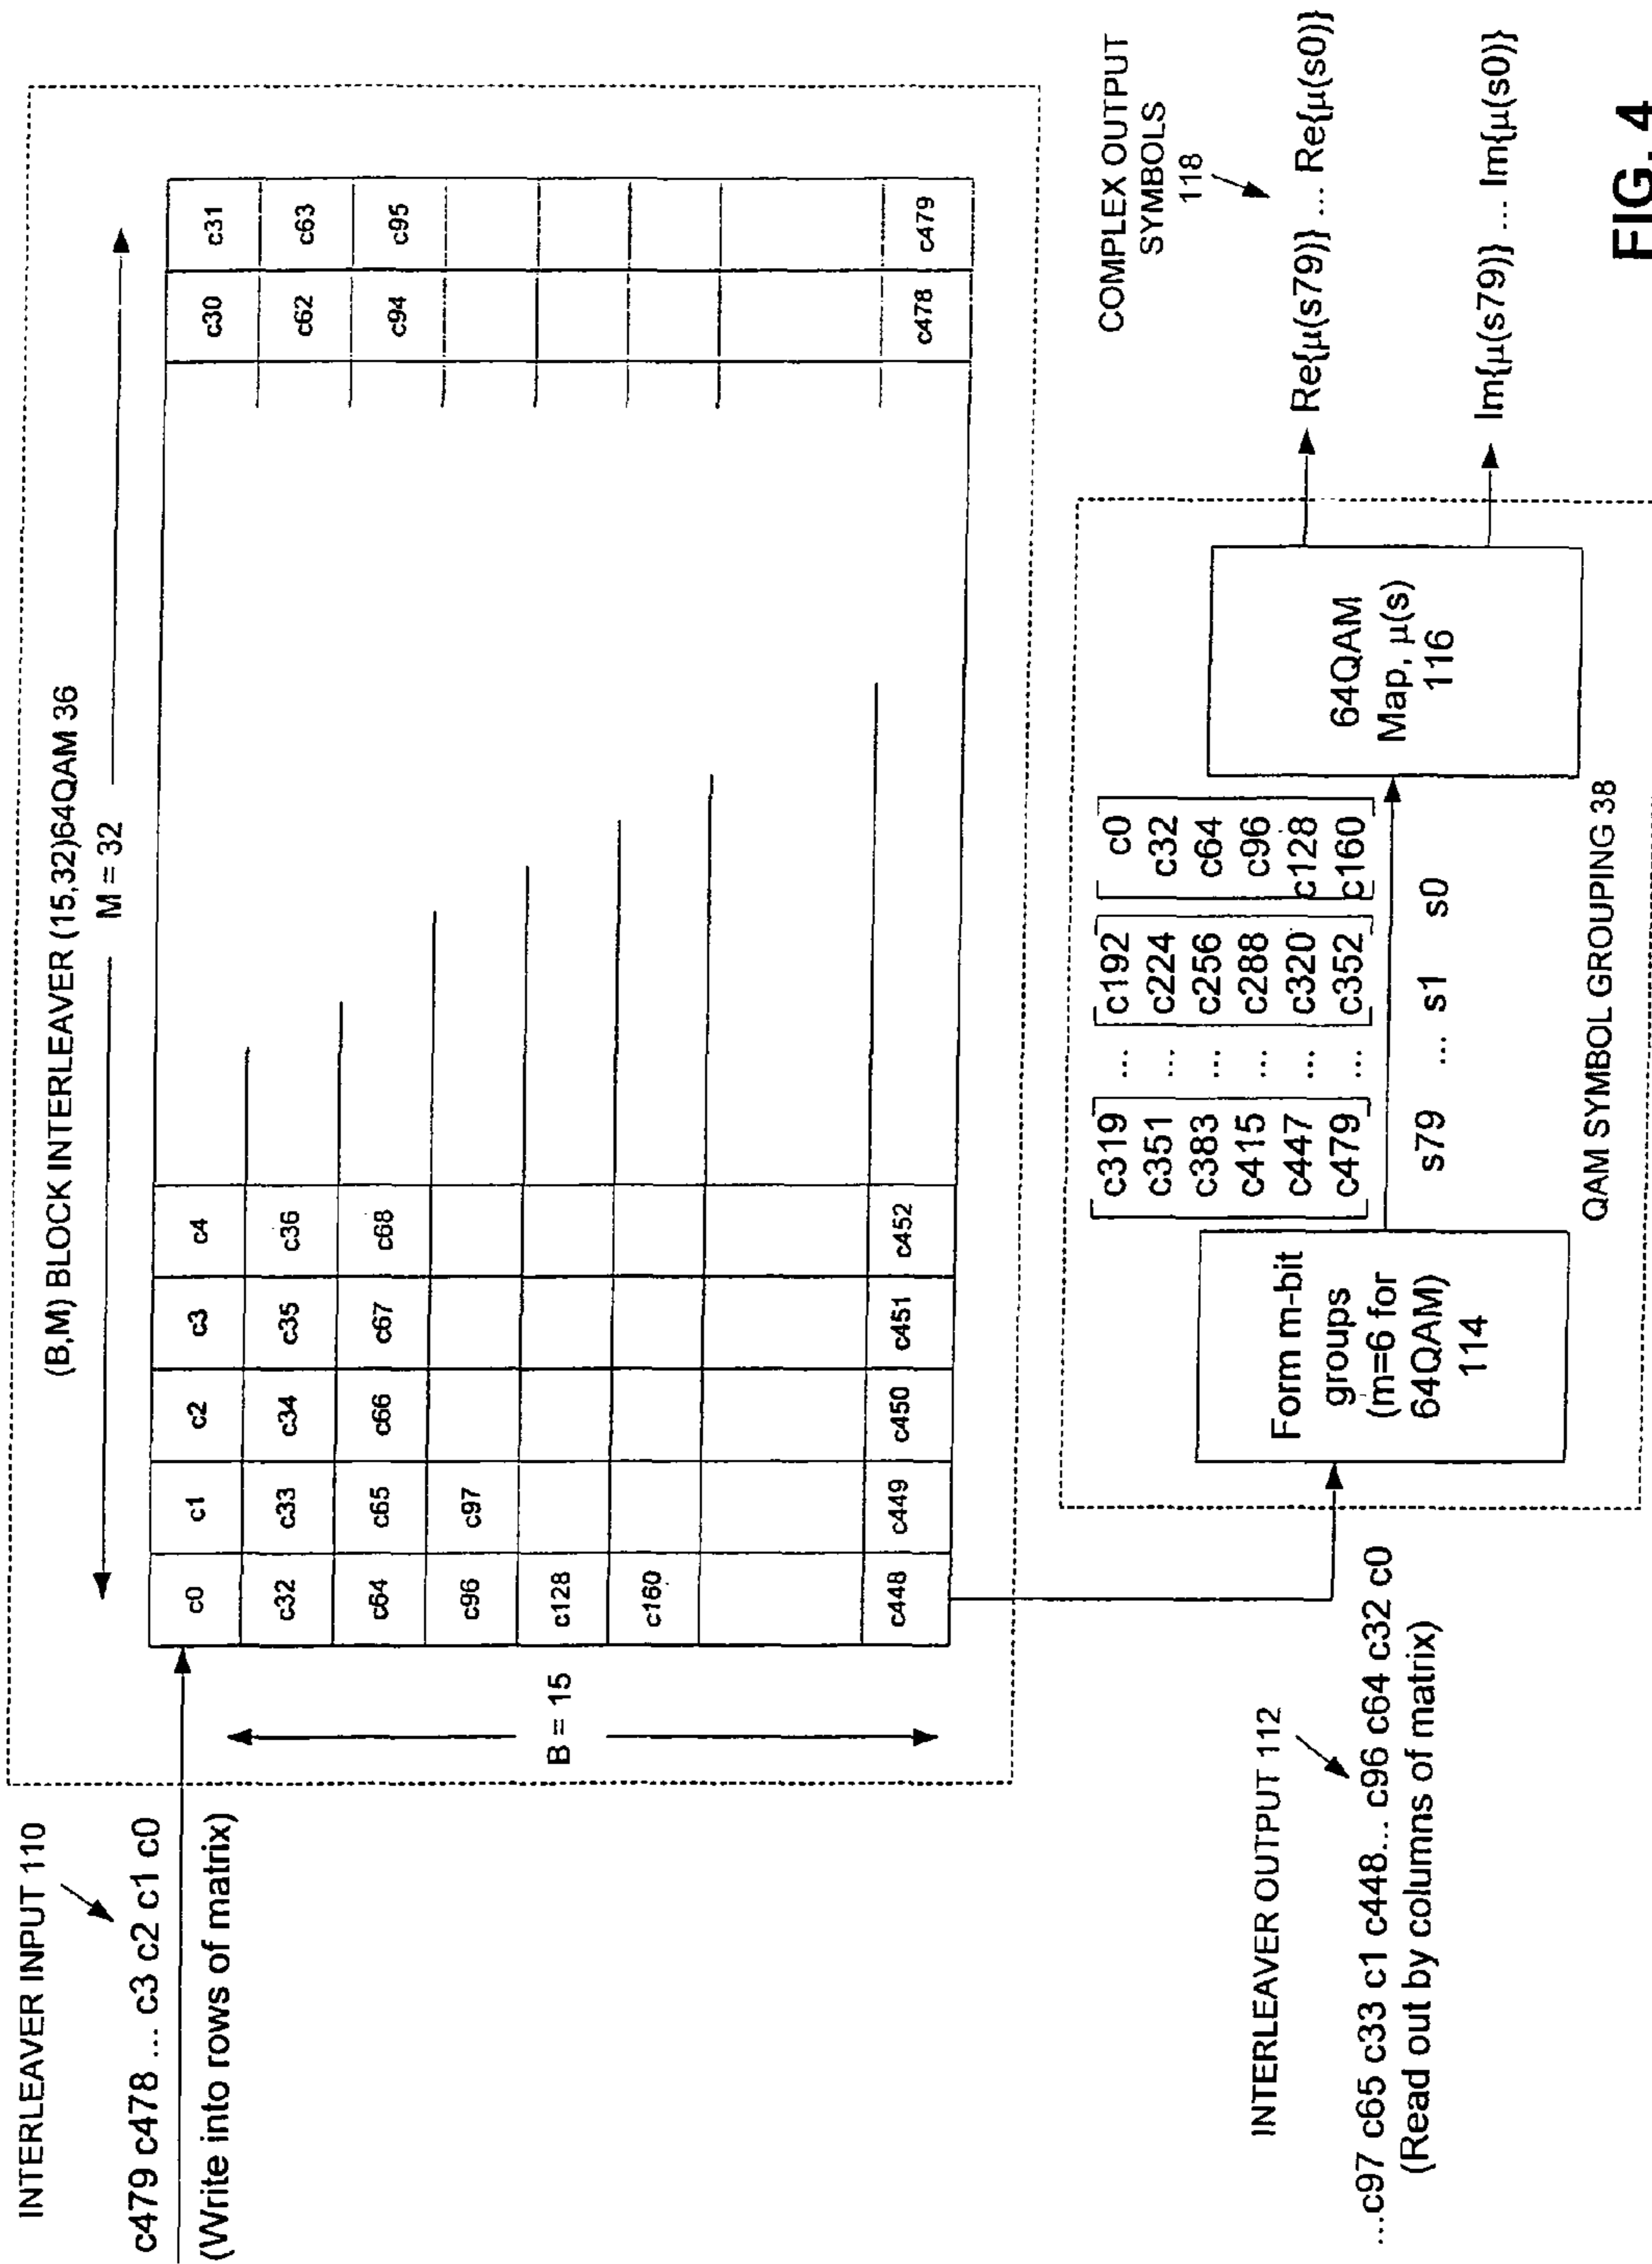 INTERLEAVER INPUT 110
c479 c478 ... c3 c2 c1 c0
(Write into rows of matrix)
(B,M) BLOCK INTERLEAVER (15,32)64QAM 36
M = 32
B = 15
c0 c1 c2 c3 c4 c30 c31
c32 c33 c34 c35 c36 c62 c63
c64 c65 c66 c67 c68 c94 c95
c96 c97
c128
c160
c448 c449 c450 c451 c452 c478 c479
INTERLEAVER OUTPUT 112
...c97 c65 c33 c1 c448... c96 c64 c32 c0
(Read out by columns of matrix)
Form m-bit
groups
(m=6 for
64QAM)
114
c319 ... c192 c0
c351 ... c224 c32
c383 ... c256 c64
c415 ... c288 c96
c447 ... c320 c128
c479 ... c352 c160
s79 ... s1 s0
QAM SYMBOL GROUPING 38
64QAM
Map, μ(s)
116
COMPLEX OUTPUT
SYMBOLS
118
Re{μ(s79)} ... Re{μ(s0)}
Im{μ(s79)} ... Im{μ(s0)}
FIG. 4